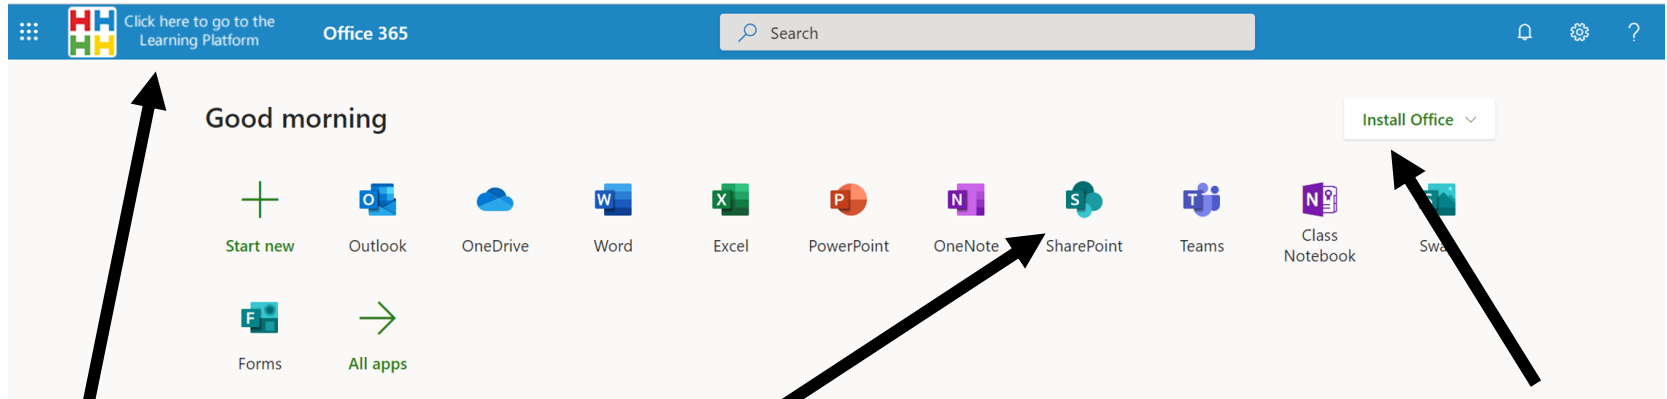 Click here to go to the
Learning Platform
Office 365
Search
Good morning
Install Office
Start new
Outlook
OneDrive
Word
Excel
PowerPoint
OneNote
SharePoint
Teams
Class
Notebook
Forms
All apps